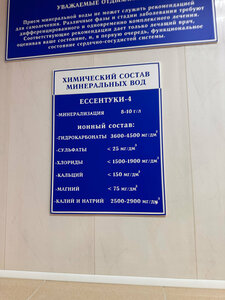 УВАЖАЕМЫЕ ОТДЫХАЮЩИЕ
Прием минеральной воды не может служить рекомендацией
для самолечения. Различные фазы и стадии заболевания требуют
дифференцированного и одновременно комплексного лечения.
Соответствующие рекомендации дает только лечащий врач,
оценивая ваше состояние, и, в первую очередь, функциональное
состояние сердечно-сосудистой системы.
ХИМИЧЕСКИЙ СОСТАВ
МИНЕРАЛЬНЫХ ВОД
ЕССЕНТУКИ-4
-МИНЕРАЛИЗАЦИЯ 8-10 г/л
ИОННЫЙ СОСТАВ:
-ГИДРОКАРБОНАТЫ 3600-4500 мг/дм³
-СУЛЬФАТЫ < 25 мг/дм³
-ХЛОРИДЫ < 1500-1900 мг/дм³
-КАЛЬЦИЙ < 150 мг/дм³
-МАГНИЙ < 75 мг/дм³
-КАЛИЙ И НАТРИЙ 2500-2900 мг/дм³